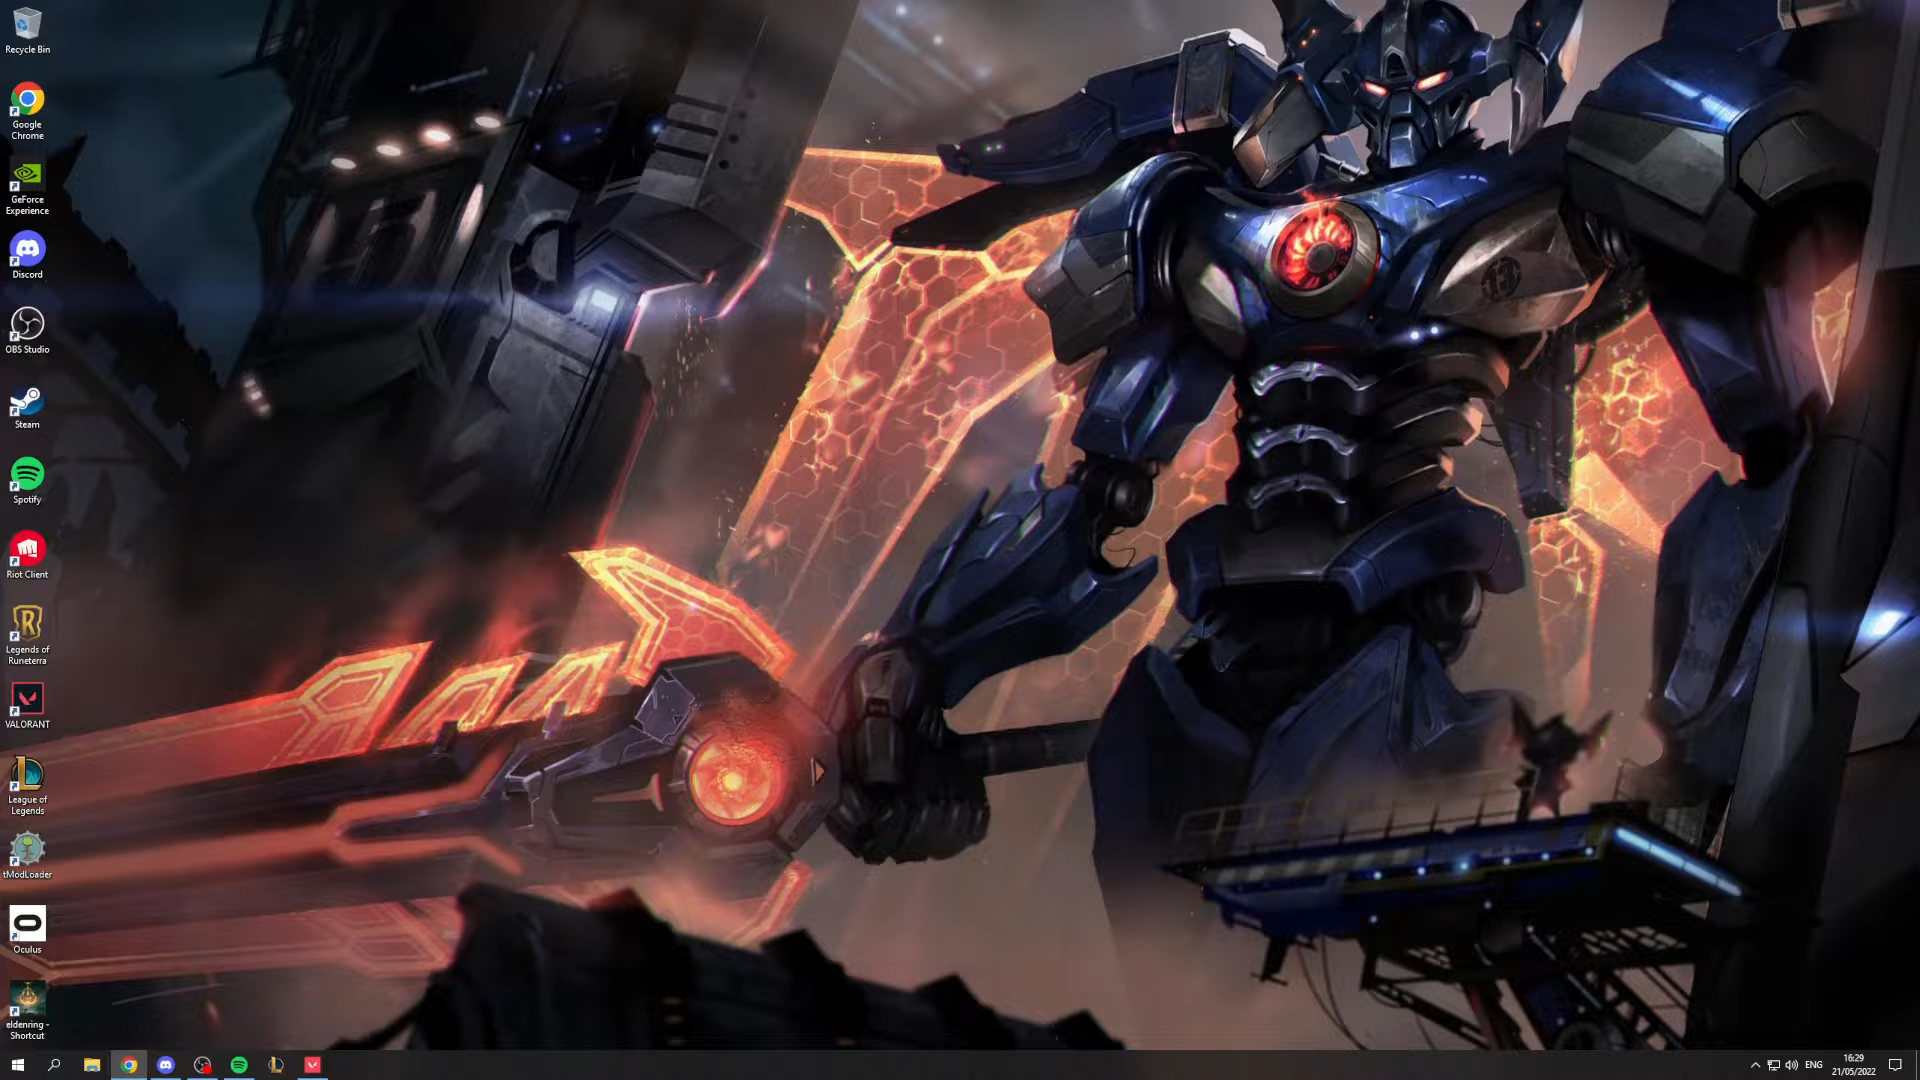 Recycle Bin
Google
Chrome
GeForce
Experience
Discord
OBS Studio
Steam
Spotify
Riot Client
Legends of
Runeterra
VALORANT
League of
Legends
tModLoader
Oculus
eldenring -
Shortcut
13
ENG
16:29
21/05/2022